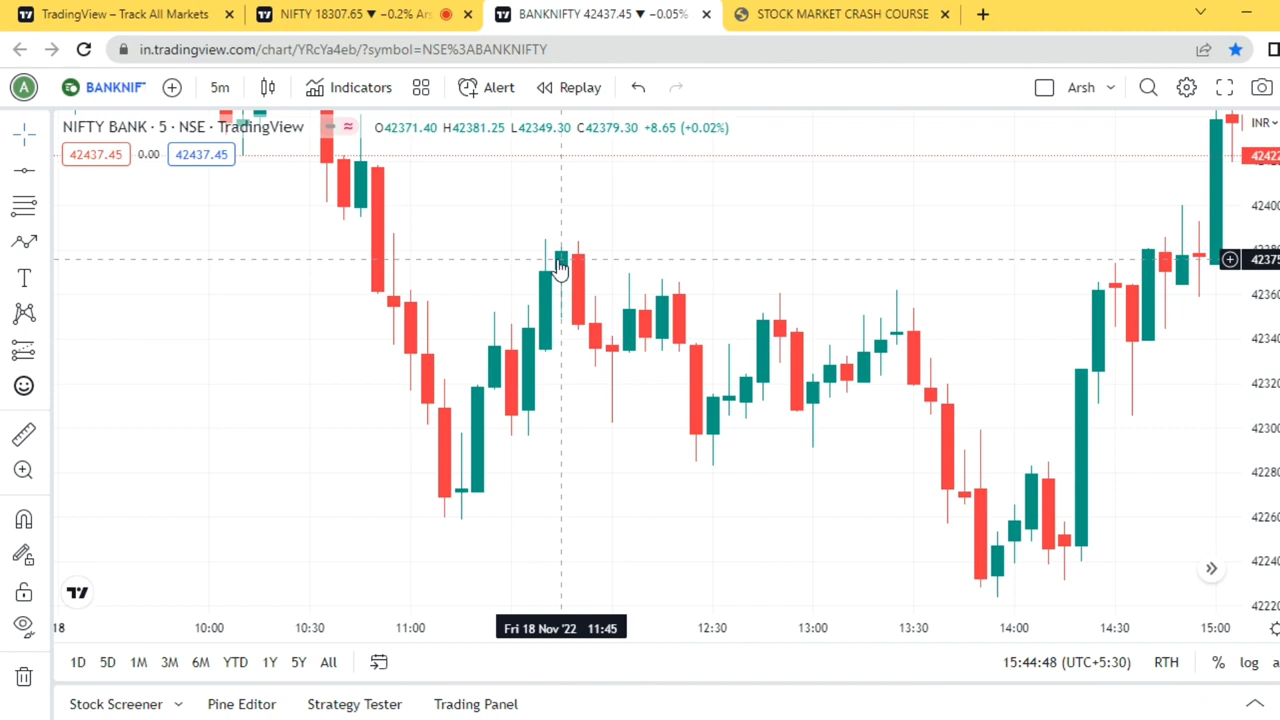 TradingView – Track All Markets
NIFTY 18307.65 ▼ −0.2% Ars
BANKNIFTY 42437.45 ▼ −0.05%
STOCK MARKET CRASH COURSE
in.tradingview.com/chart/YRcYa4eb/?symbol=NSE%3ABANKNIFTY
A
BANKNIF
5m
Indicators
Alert
Replay
Arsh
NIFTY BANK · 5 · NSE · TradingView
O42371.40 H42381.25 L42349.30 C42379.30 +8.65 (+0.02%)
INR
42437.45
0.00
42437.45
42422
42400
42375
42360
42340
42320
42300
42280
42260
42240
42220
18
10:00
10:30
11:00
Fri 18 Nov '22 11:45
12:30
13:00
13:30
14:00
14:30
15:00
1D
5D
1M
3M
6M
YTD
1Y
5Y
All
15:44:48 (UTC+5:30)
RTH
%
log
a
Stock Screener
Pine Editor
Strategy Tester
Trading Panel